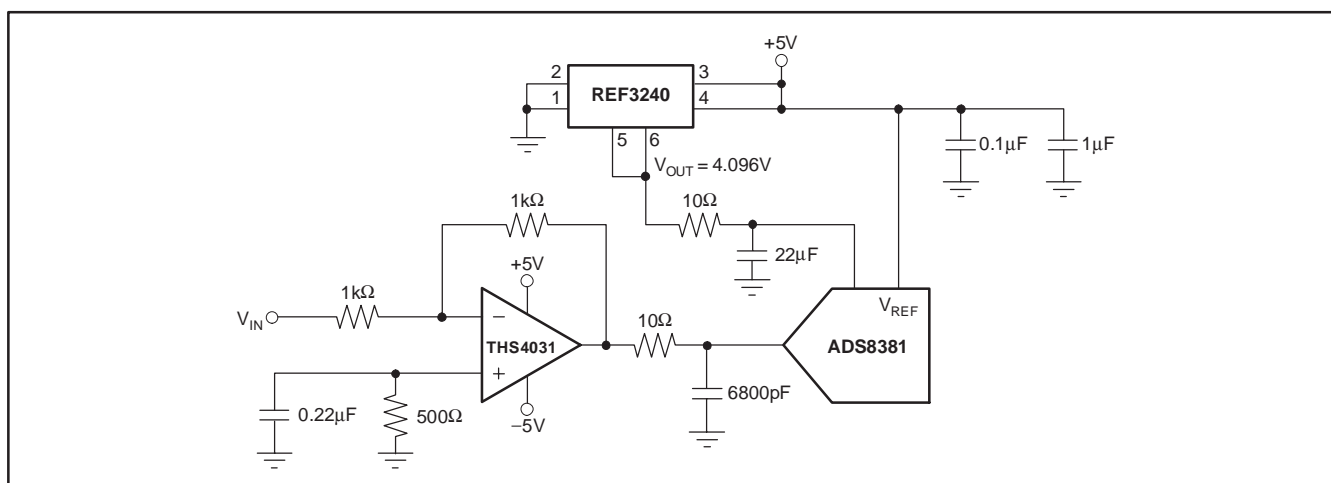 +5V
2
3
REF3240
1
4
5
6
0.1μF
1μF
V_OUT = 4.096V
1kΩ
10Ω
22μF
+5V
1kΩ
V_IN
−
V_REF
10Ω
THS4031
ADS8381
+
6800pF
0.22μF
500Ω
−5V